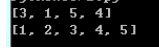 [3, 1, 5, 4]
[1, 2, 3, 4, 5]